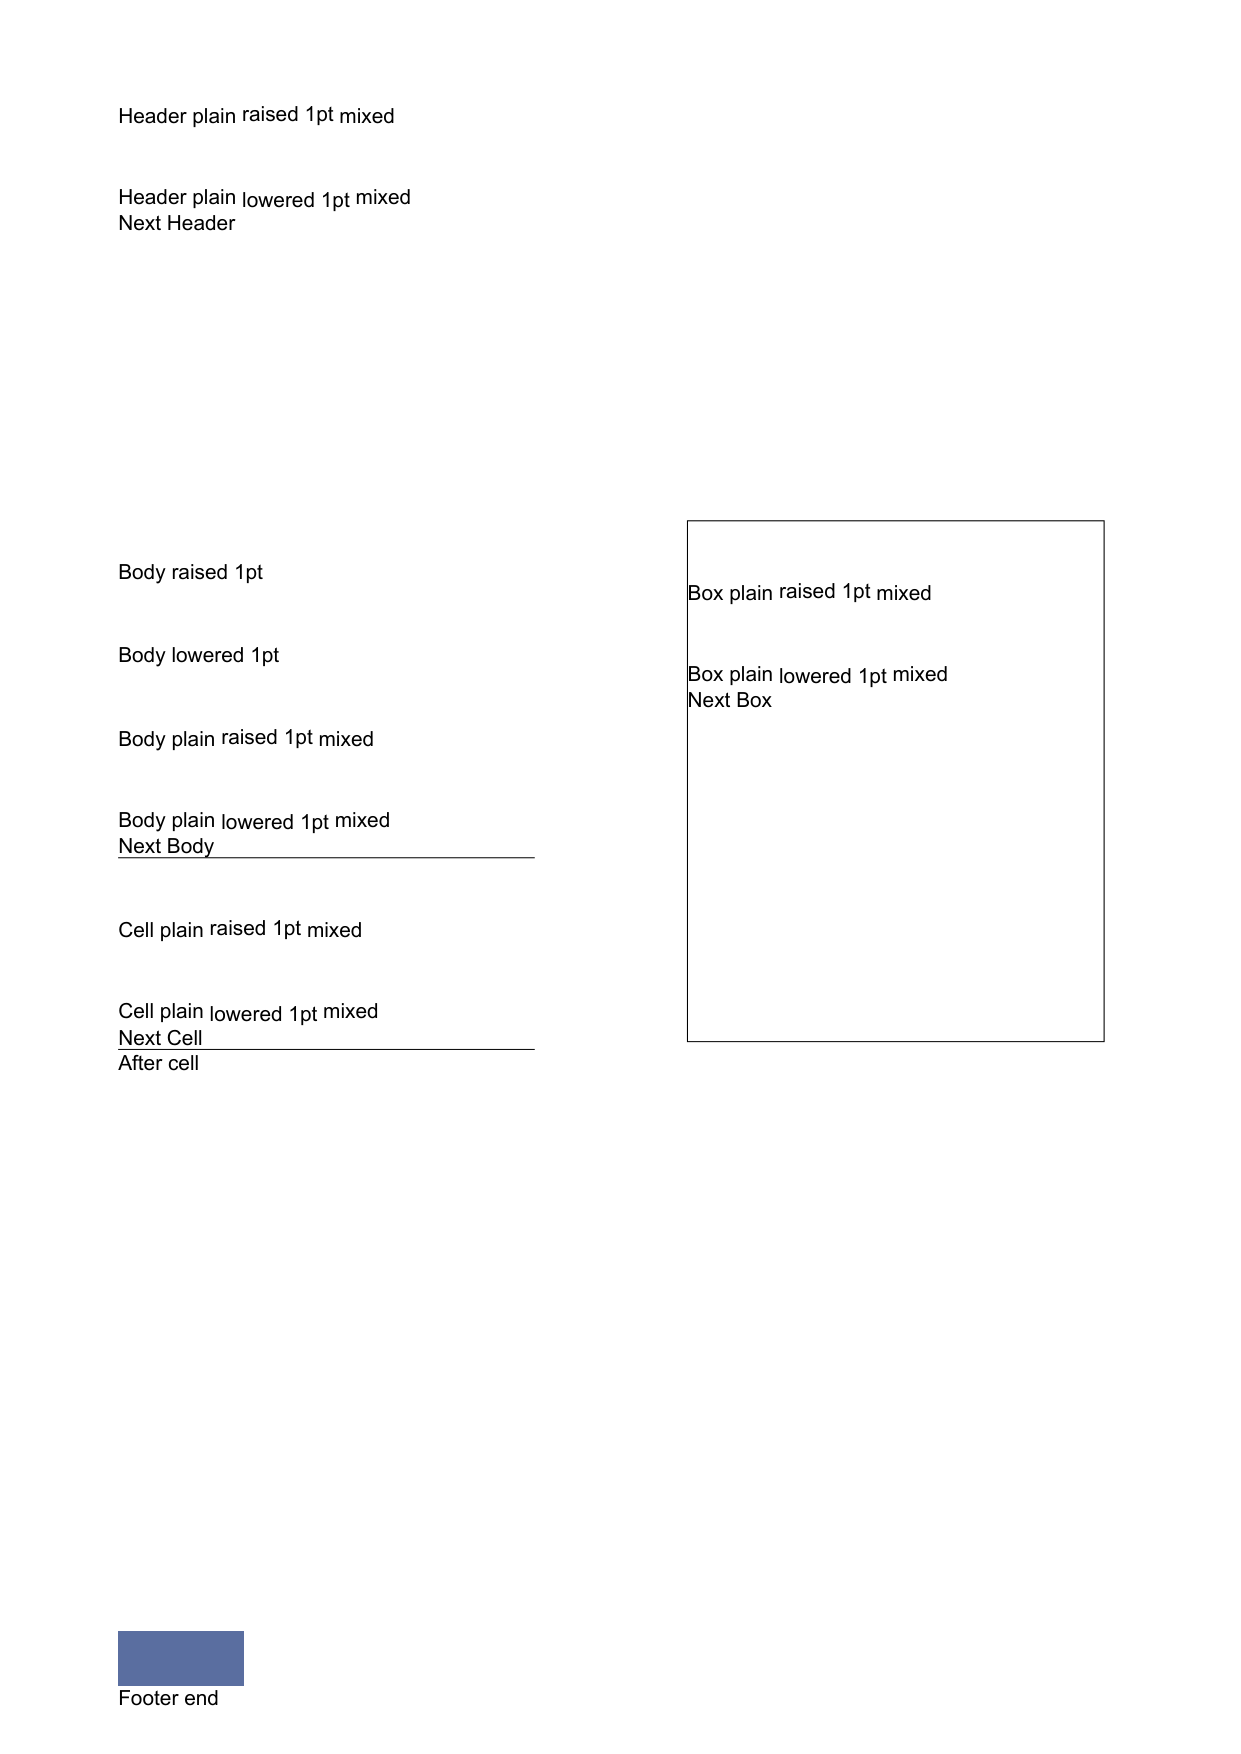 Header plain raised 1pt mixed
Header plain lowered 1pt mixed
Next Header
Body raised 1pt
Body lowered 1pt
Body plain raised 1pt mixed
Body plain lowered 1pt mixed
Next Body
Cell plain raised 1pt mixed
Cell plain lowered 1pt mixed
Next Cell
After cell
Box plain raised 1pt mixed
Box plain lowered 1pt mixed
Next Box
Footer end